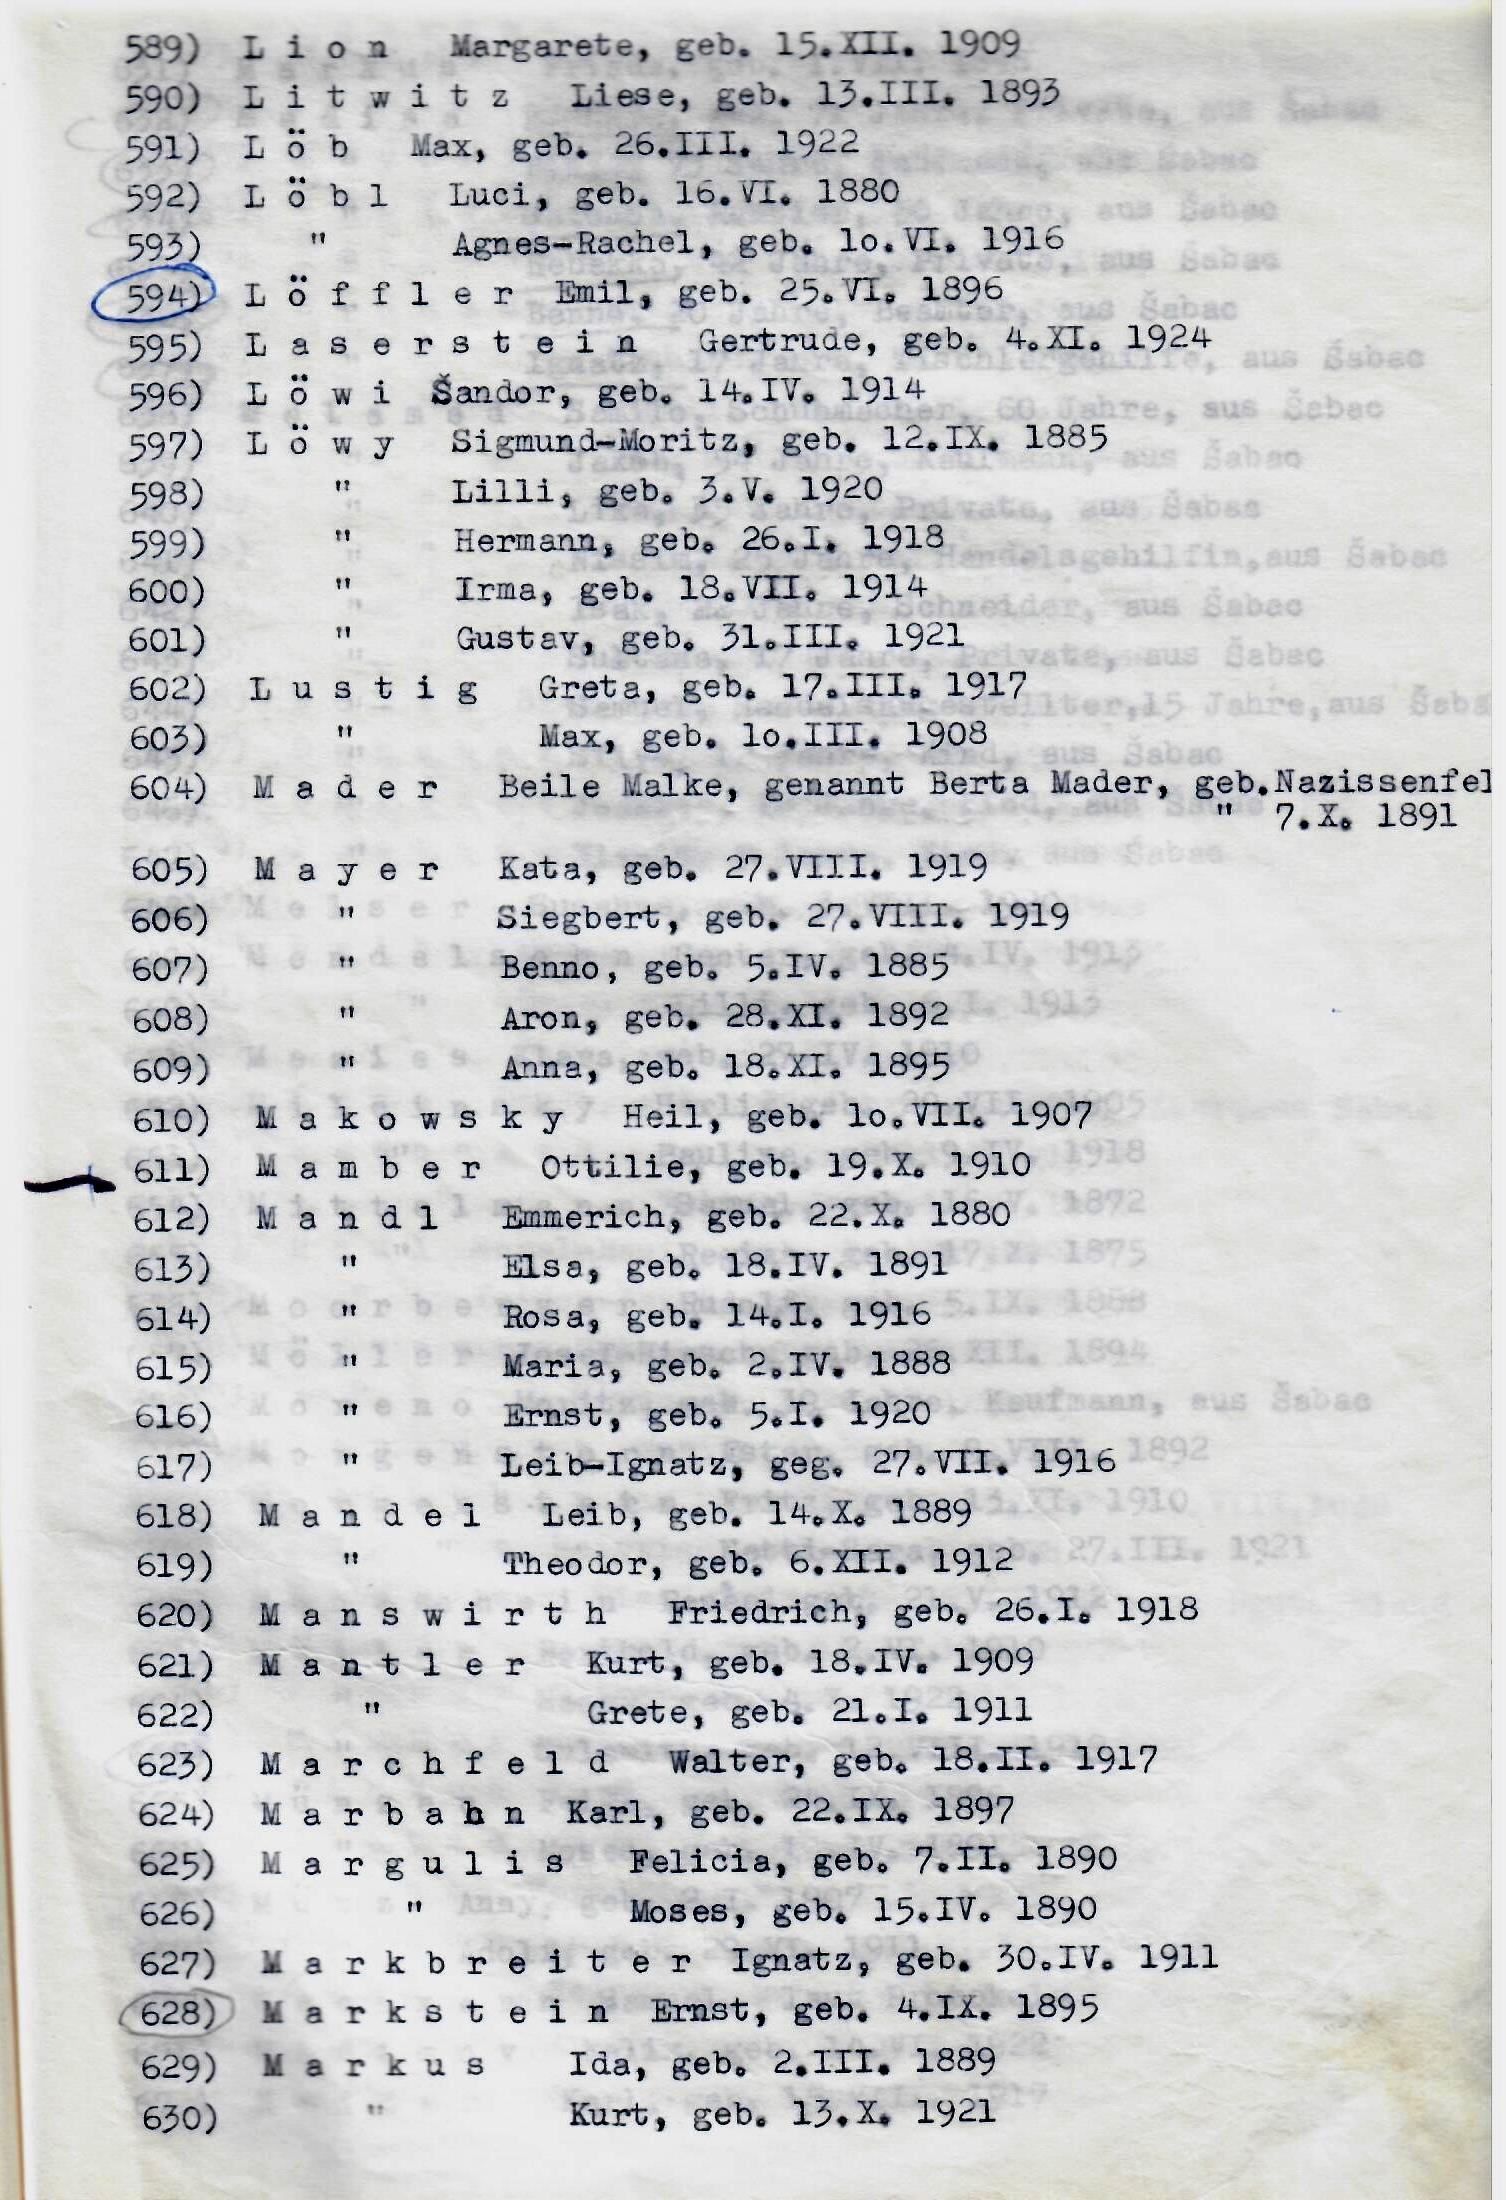 589) L i o n Margarete, geb. 15.XII. 1909
590) L i t w i t z Liese, geb. 13.III. 1893
591) L ö b Max, geb. 26.III. 1922
592) L ö b l Luci, geb. 16.VI. 1880
593) " Agnes-Rachel, geb. lo.VI. 1916
594) L ö f f l e r Emil, geb. 25.VI. 1896
595) L a s e r s t e i n Gertrude, geb. 4.XI. 1924
596) L ö w i Šandor, geb. 14.IV. 1914
597) L ö w y Sigmund-Moritz, geb. 12.IX. 1885
598) " Lilli, geb. 3.V. 1920
599) " Hermann, geb. 26.I. 1918
600) " Irma, geb. 18.VII. 1914
601) " Gustav, geb. 31.III. 1921
602) L u s t i g Greta, geb. 17.III. 1917
603) " Max, geb. lo.III. 1908
604) M a d e r Beile Malke, genannt Berta Mader, geb.Nazissenfel
" 7.X. 1891
605) M a y e r Kata, geb. 27.VIII. 1919
606) " Siegbert, geb. 27.VIII. 1919
607) " Benno, geb. 5.IV. 1885
608) " Aron, geb. 28.XI. 1892
609) " Anna, geb. 18.XI. 1895
610) M a k o w s k y Heil, geb. lo.VII. 1907
611) M a m b e r Ottilie, geb. 19.X. 1910
612) M a n d l Emmerich, geb. 22.X. 1880
613) " Elsa, geb. 18.IV. 1891
614) " Rosa, geb. 14.I. 1916
615) " Maria, geb. 2.IV. 1888
616) " Ernst, geb. 5.I. 1920
617) " Leib-Ignatz, geg. 27.VII. 1916
618) M a n d e l Leib, geb. 14.X. 1889
619) " Theodor, geb. 6.XII. 1912
620) M a n s w i r t h Friedrich, geb. 26.I. 1918
621) M a n t l e r Kurt, geb. 18.IV. 1909
622) " Grete, geb. 21.I. 1911
623) M a r c h f e l d Walter, geb. 18.II. 1917
624) M a r b a h n Karl, geb. 22.IX. 1897
625) M a r g u l i s Felicia, geb. 7.II. 1890
626) " Moses, geb. 15.IV. 1890
627) M a r k b r e i t e r Ignatz, geb. 30.IV. 1911
628) M a r k s t e i n Ernst, geb. 4.IX. 1895
629) M a r k u s Ida, geb. 2.III. 1889
630) " Kurt, geb. 13.X. 1921